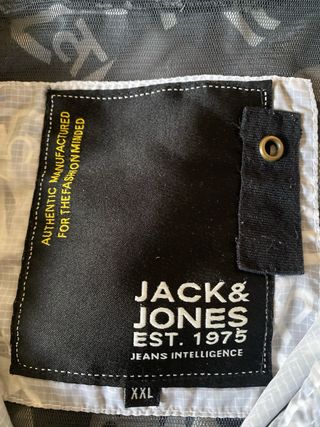 AUTHENTIC MANUFACTURED
FOR THE FASHION MINDED
JACK&
JONES
EST. 1975
JEANS INTELLIGENCE
XXL